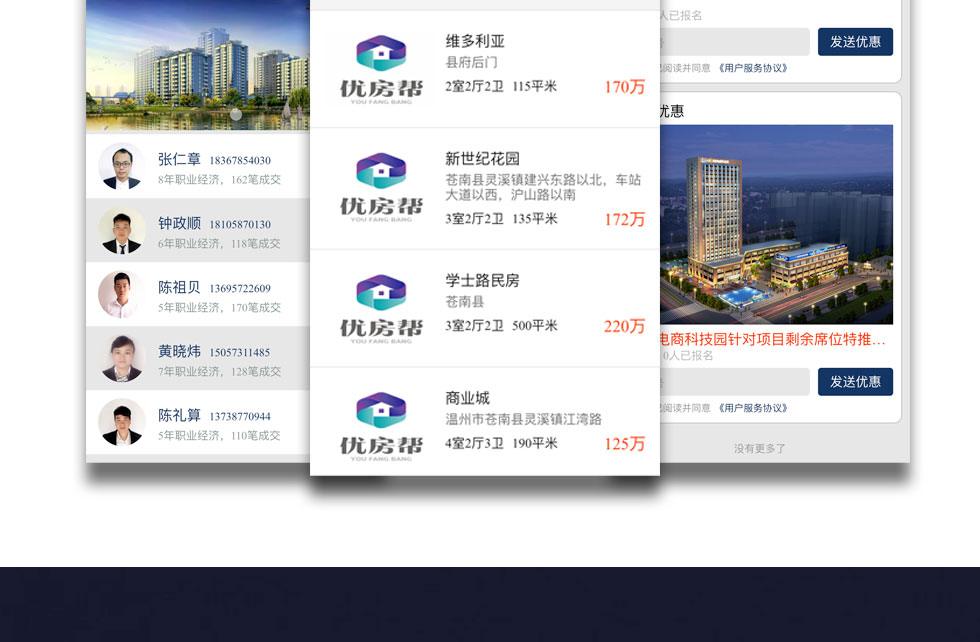 张仁章 18367854030
8年职业经济，162笔成交
钟政顺 18105870130
6年职业经济，118笔成交
陈祖贝 13695722609
5年职业经济，170笔成交
黄晓炜 15057311485
7年职业经济，128笔成交
陈礼算 13738770944
5年职业经济，110笔成交
优房帮
YOU FANG BANG
维多利亚
县府后门
2室2厅2卫 115平米
170万
优房帮
YOU FANG BANG
新世纪花园
苍南县灵溪镇建兴东路以北，车站
大道以西，沪山路以南
3室2厅2卫 135平米
172万
优房帮
YOU FANG BANG
学士路民房
苍南县
3室2厅2卫 500平米
220万
优房帮
YOU FANG BANG
商业城
温州市苍南县灵溪镇江湾路
4室2厅3卫 190平米
125万
人已报名
发送优惠
阅读并同意 《用户服务协议》
优惠
电商科技园针对项目剩余席位特推…
0人已报名
发送优惠
阅读并同意 《用户服务协议》
没有更多了